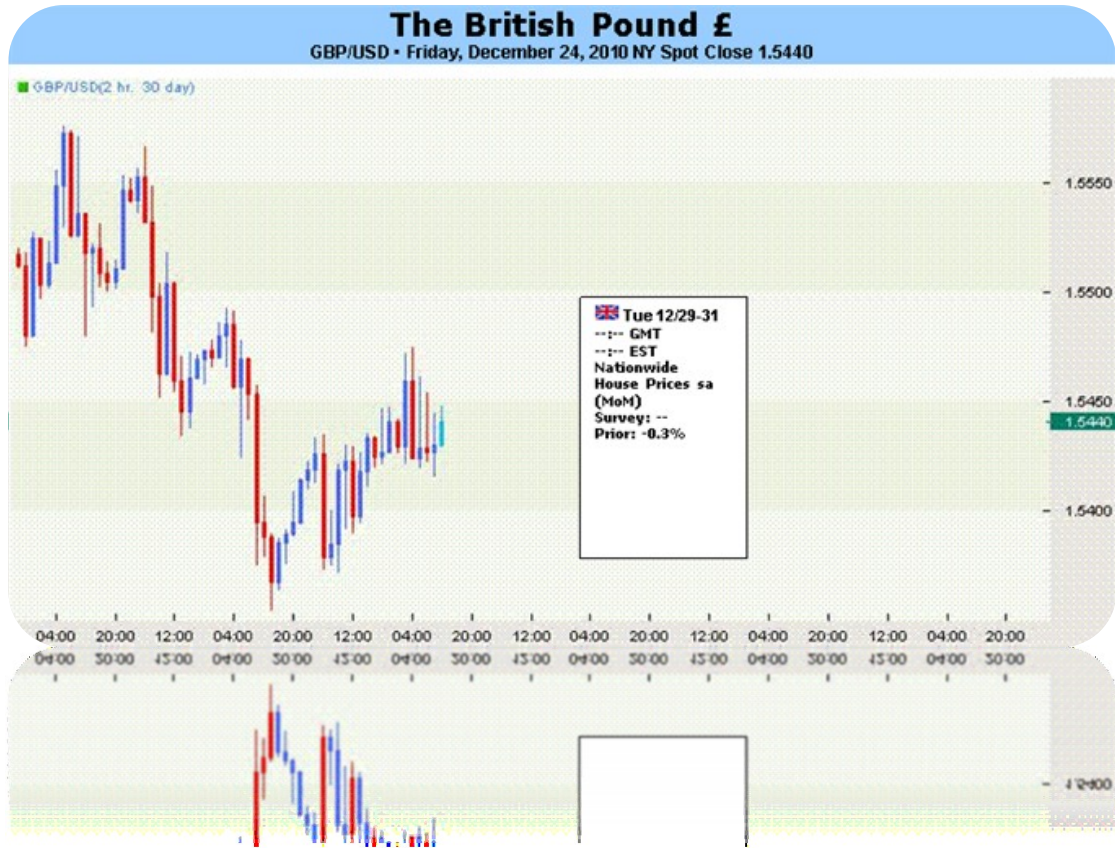 The British Pound £
GBP/USD • Friday, December 24, 2010 NY Spot Close 1.5440
GBP/USD(2 hr. 30 day)
1.5550
1.5500
Tue 12/29-31
--:-- GMT
--:-- EST
Nationwide
House Prices sa
(MoM)
Survey: --
Prior: -0.3%
1.5450
1.5440
1.5400
04:00 20:00 12:00 04:00 20:00 12:00 04:00 20:00 12:00 04:00 20:00 12:00 04:00 20:00 12:00 04:00 20:00